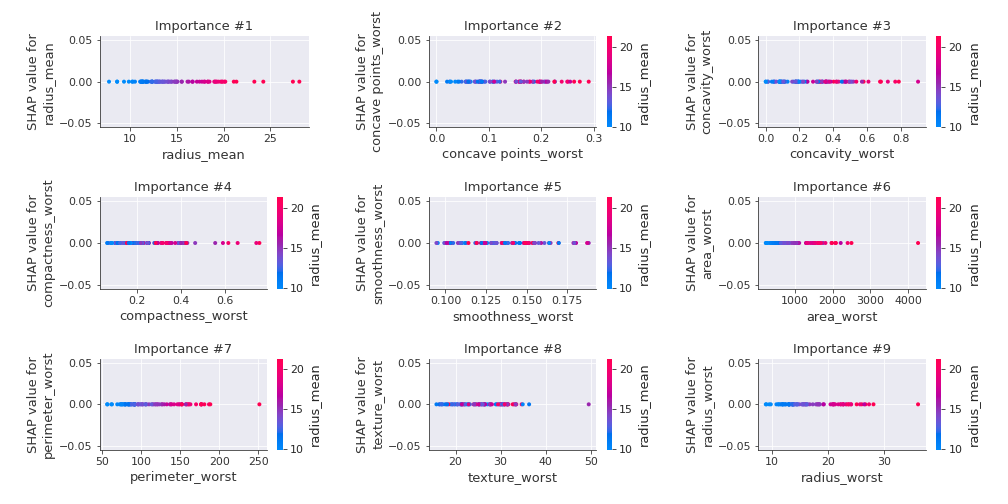 Importance #1
SHAP value for
radius_mean
0.05
0.00
−0.05
10
15
20
25
radius_mean
Importance #2
SHAP value for
concave points_worst
0.05
0.00
−0.05
0.0
0.1
0.2
0.3
concave points_worst
20
15
10
radius_mean
Importance #3
SHAP value for
concavity_worst
0.05
0.00
−0.05
0.0
0.2
0.4
0.6
0.8
concavity_worst
20
15
10
radius_mean
Importance #4
SHAP value for
compactness_worst
0.05
0.00
−0.05
0.2
0.4
0.6
compactness_worst
20
15
10
radius_mean
Importance #5
SHAP value for
smoothness_worst
0.05
0.00
−0.05
0.100
0.125
0.150
0.175
smoothness_worst
20
15
10
radius_mean
Importance #6
SHAP value for
area_worst
0.05
0.00
−0.05
1000
2000
3000
4000
area_worst
20
15
10
radius_mean
Importance #7
SHAP value for
perimeter_worst
0.05
0.00
−0.05
50
100
150
200
250
perimeter_worst
20
15
10
radius_mean
Importance #8
SHAP value for
texture_worst
0.05
0.00
−0.05
20
30
40
50
texture_worst
20
15
10
radius_mean
Importance #9
SHAP value for
radius_worst
0.05
0.00
−0.05
10
20
30
radius_worst
20
15
10
radius_mean